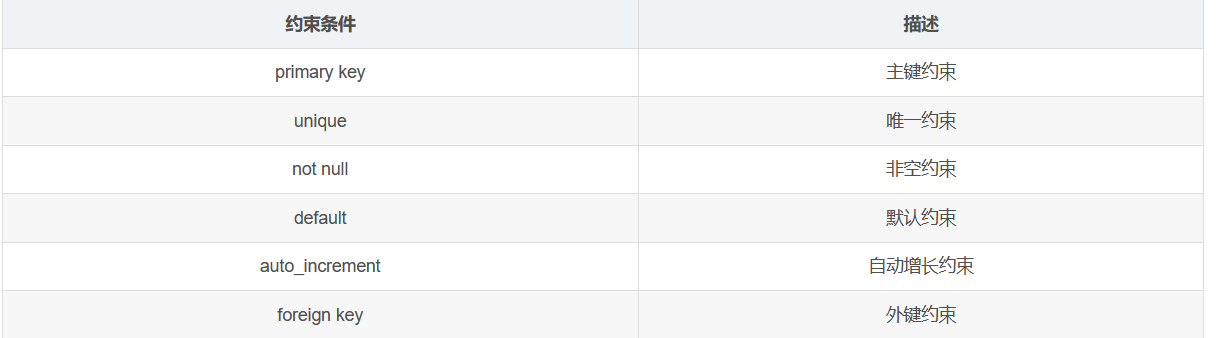 约束条件 描述
primary key 主键约束
unique 唯一约束
not null 非空约束
default 默认约束
auto_increment 自动增长约束
foreign key 外键约束